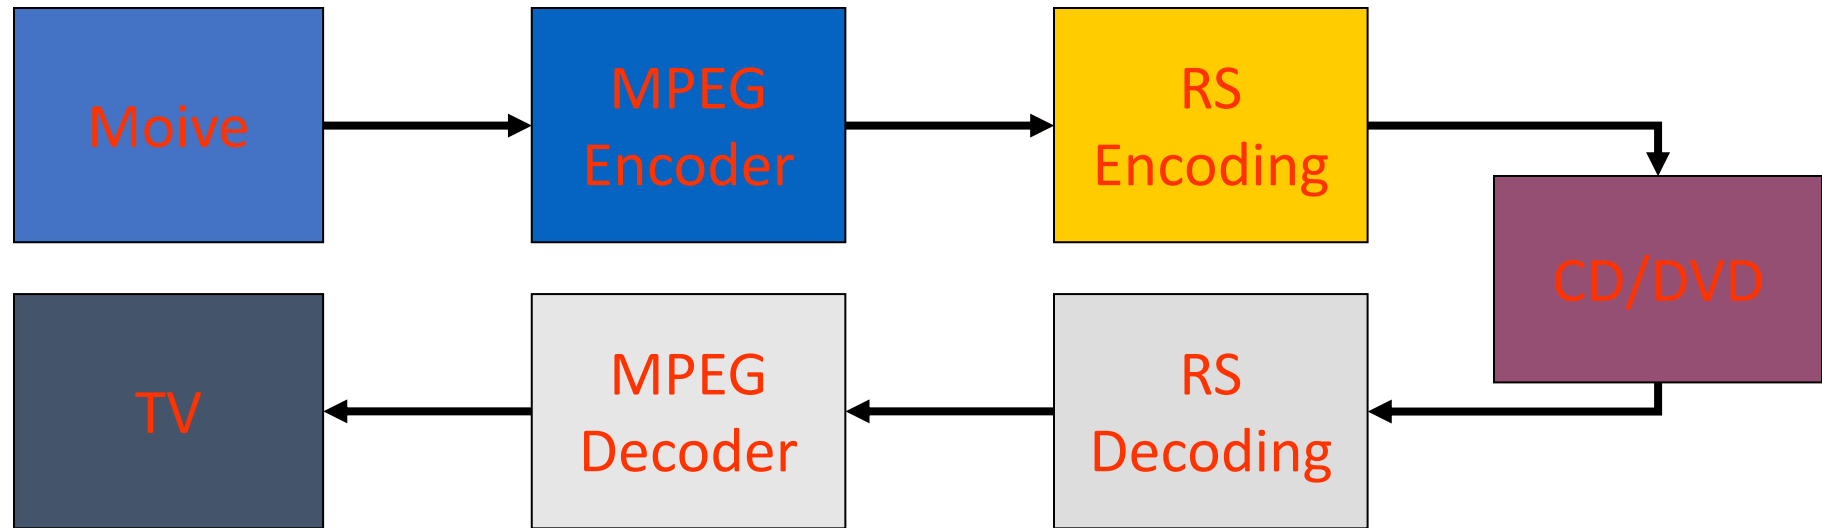 Moive
MPEG
Encoder
RS
Encoding
CD/DVD
TV
MPEG
Decoder
RS
Decoding